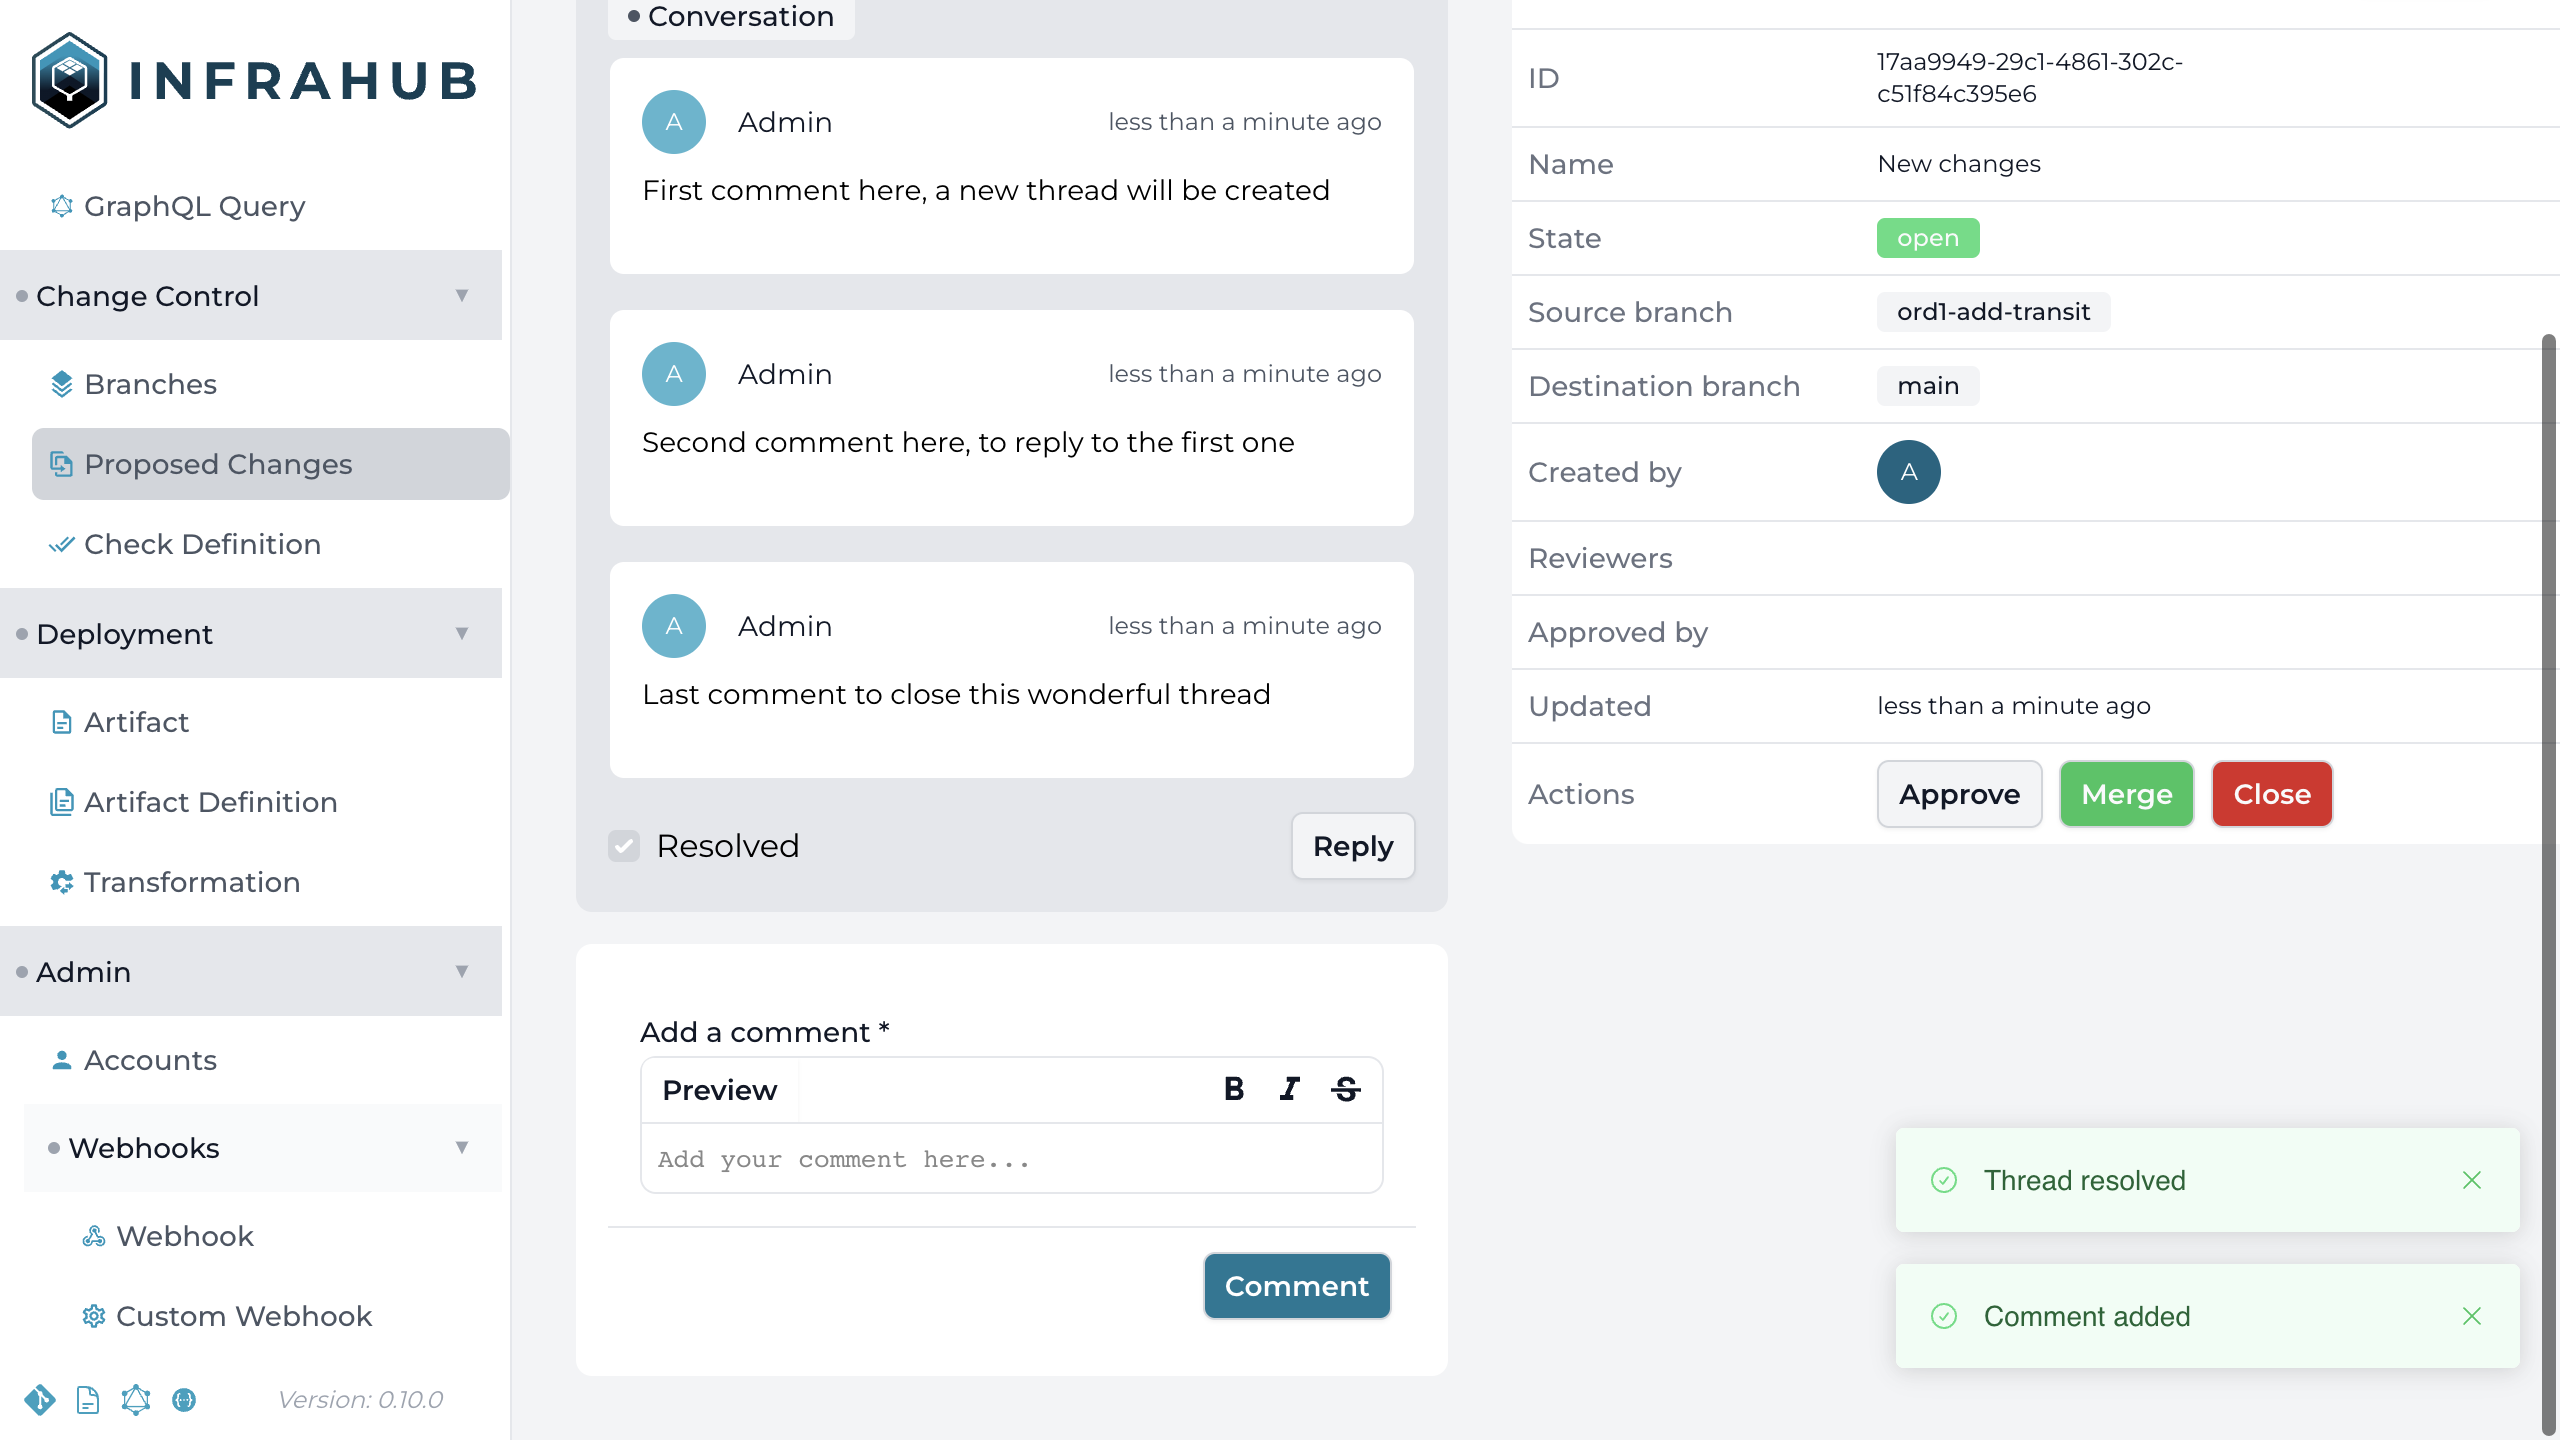 INFRAHUB
GraphQL Query
Change Control
Branches
Proposed Changes
Check Definition
Deployment
Artifact
Artifact Definition
Transformation
Admin
Accounts
Webhooks
Webhook
Custom Webhook
Version: 0.10.0
Conversation
A
Admin
less than a minute ago
First comment here, a new thread will be created
A
Admin
less than a minute ago
Second comment here, to reply to the first one
A
Admin
less than a minute ago
Last comment to close this wonderful thread
Resolved
Reply
Add a comment *
Preview
B I S
Add your comment here...
Comment
ID
17aa9949-29c1-4861-302c-
c51f84c395e6
Name
New changes
State
open
Source branch
ord1-add-transit
Destination branch
main
Created by
A
Reviewers
Approved by
Updated
less than a minute ago
Actions
Approve
Merge
Close
Thread resolved
Comment added